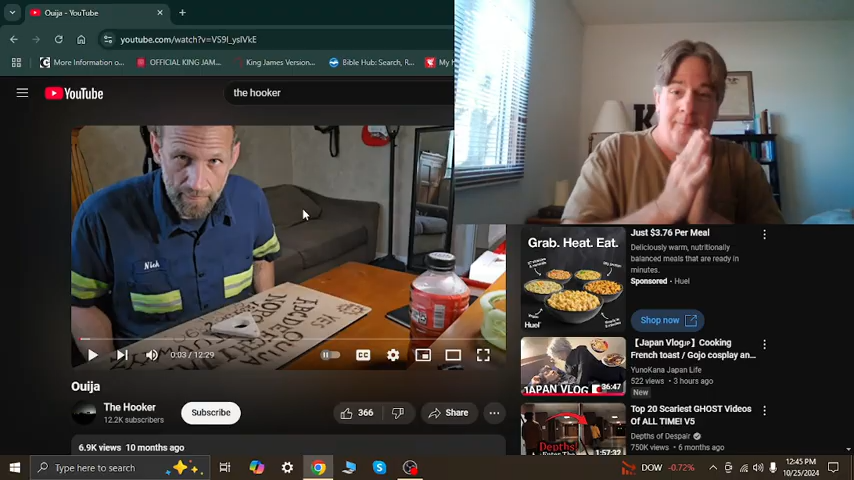 Ouija - YouTube
youtube.com/watch?v=VS9I_yslVkE
More Information o...
OFFICIAL KING JAM...
King James Version...
Bible Hub: Search, R...
My H
YouTube
the hooker
Nick
YES
ABCDEF
0:03 / 12:29
Ouija
The Hooker
12.2K subscribers
Subscribe
366
Share
6.9K views 10 months ago
Grab. Heat. Eat.
Huel
Just $3.76 Per Meal
Deliciously warm, nutritionally
balanced meals that are ready in
minutes.
Sponsored · Huel
Shop now
JAPAN VLOG
36:47
【Japan Vlog】Cooking
French toast / Gojo cosplay an...
YunoKana Japan Life
522 views • 3 hours ago
New
Depths
1:57:32
Top 20 Scariest GHOST Videos
Of ALL TIME! V5
Depths of Despair
750K views • 6 months ago
Type here to search
DOW -0.72%
12:45 PM
10/25/2024